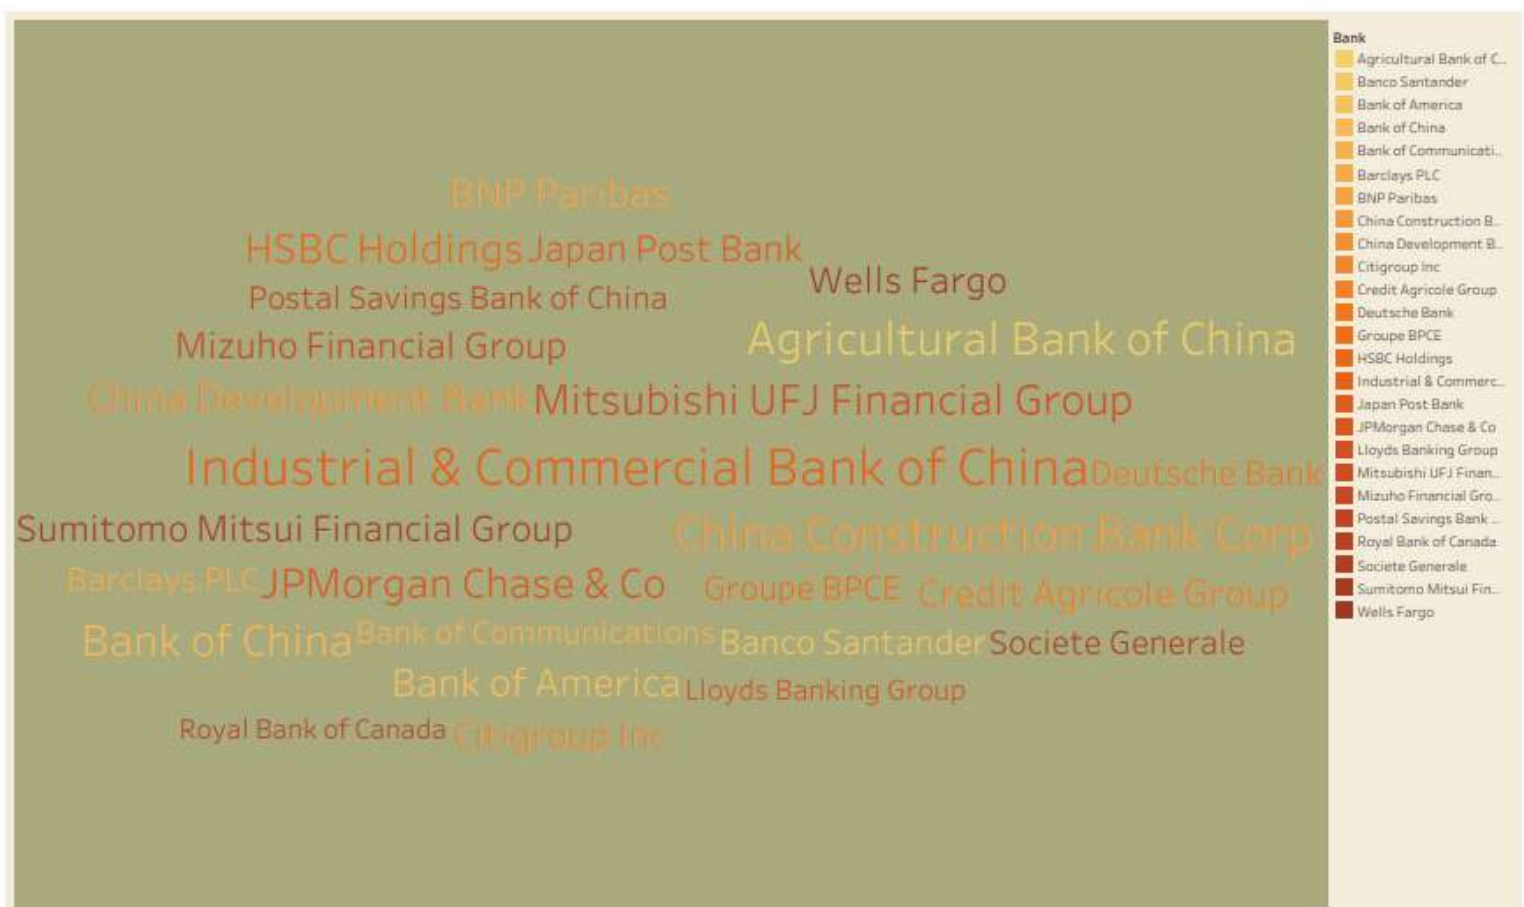 BNP Paribas
HSBC Holdings Japan Post Bank
Wells Fargo
Postal Savings Bank of China
Agricultural Bank of China
Mizuho Financial Group
China Development Bank Mitsubishi UFJ Financial Group
Industrial & Commercial Bank of China Deutsche Bank
Sumitomo Mitsui Financial Group China Construction Bank Corp
Barclays PLC JPMorgan Chase & Co Groupe BPCE Credit Agricole Group
Bank of China Bank of Communications Banco Santander Societe Generale
Bank of America Lloyds Banking Group
Royal Bank of Canada Citigroup Inc
Bank
Agricultural Bank of C...
Banco Santander
Bank of America
Bank of China
Bank of Communicati...
Barclays PLC
BNP Paribas
China Construction B...
China Development B...
Citigroup Inc
Credit Agricole Group
Deutsche Bank
Groupe BPCE
HSBC Holdings
Industrial & Commerc...
Japan Post Bank
JPMorgan Chase & Co
Lloyds Banking Group
Mitsubishi UFJ Finan...
Mizuho Financial Gro...
Postal Savings Bank ...
Royal Bank of Canada
Societe Generale
Sumitomo Mitsui Fin...
Wells Fargo